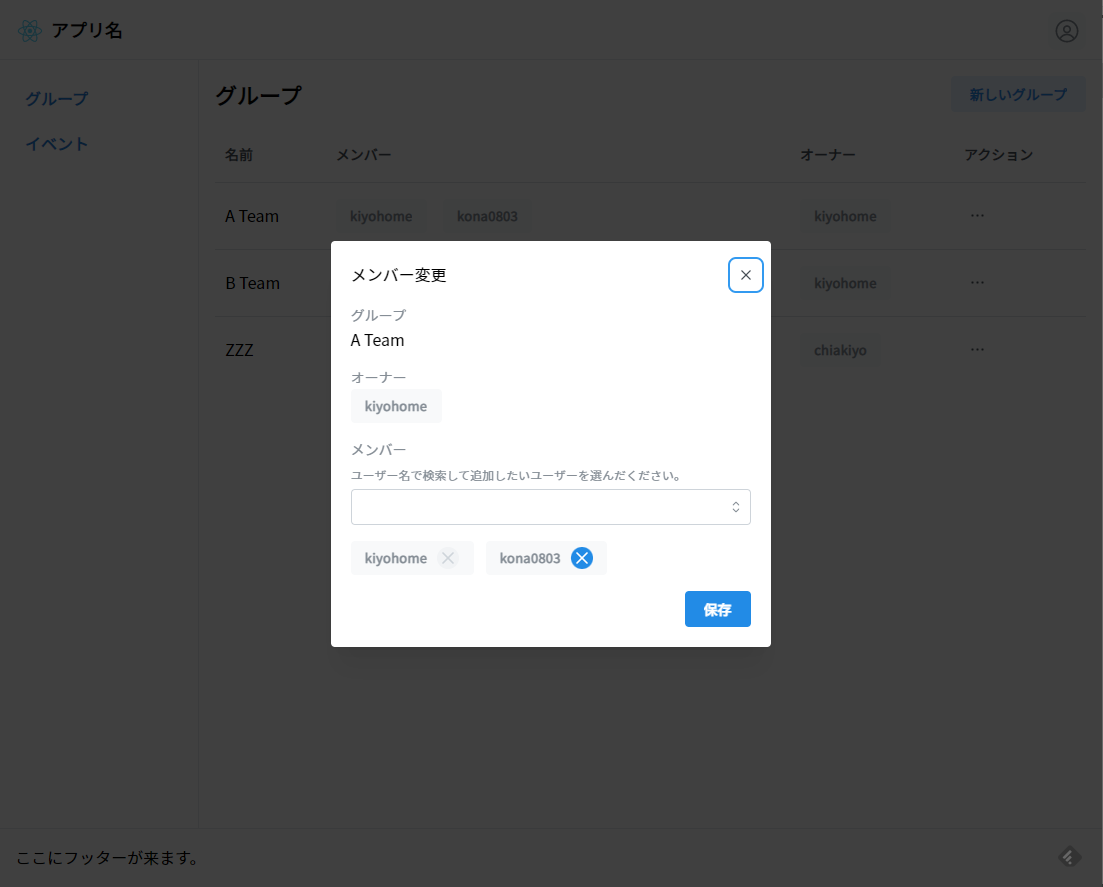 アプリ名
グループ
イベント
グループ
新しいグループ
名前 メンバー オーナー アクション
A Team kiyohome kona0803 kiyohome ...
B Team kiyohome ...
ZZZ chiakiyo ...
メンバー変更
グループ
A Team
オーナー
kiyohome
メンバー
ユーザー名で検索して追加したいユーザーを選んだください。
kiyohome kona0803
保存
ここにフッターが来ます。